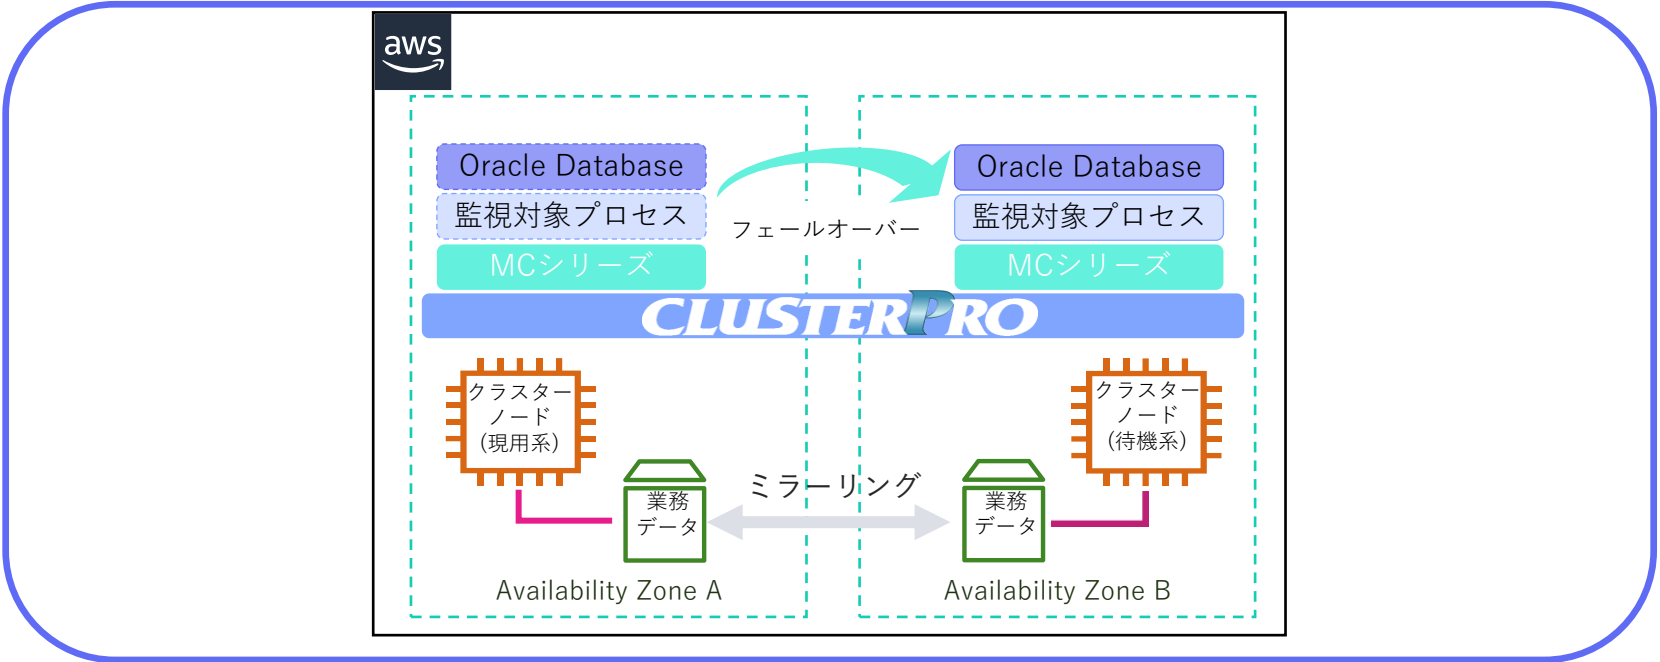 aws
Oracle Database
監視対象プロセス
MCシリーズ
フェールオーバー
Oracle Database
監視対象プロセス
MCシリーズ
CLUSTERPRO
クラスター
ノード
(現用系)
業務
データ
ミラーリング
業務
データ
クラスター
ノード
(待機系)
Availability Zone A
Availability Zone B